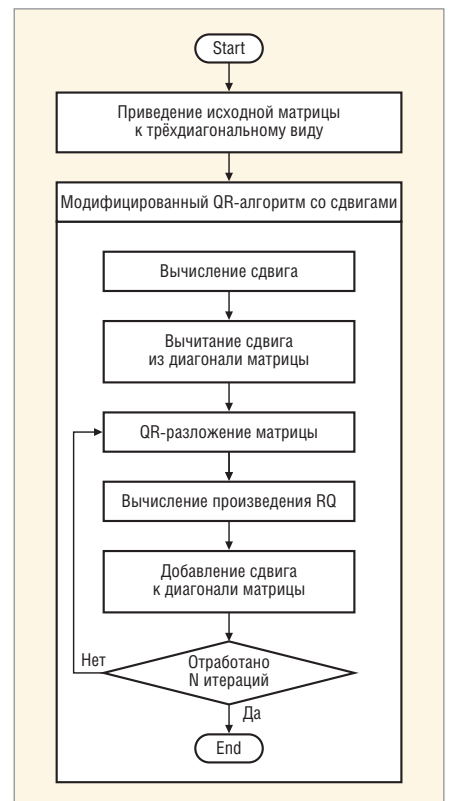 Start
Приведение исходной матрицы
к трёхдиагональному виду
Модифицированный QR-алгоритм со сдвигами
Вычисление сдвига
Вычитание сдвига
из диагонали матрицы
QR-разложение матрицы
Вычисление произведения RQ
Добавление сдвига
к диагонали матрицы
Нет
Отработано
N итераций
Да
End